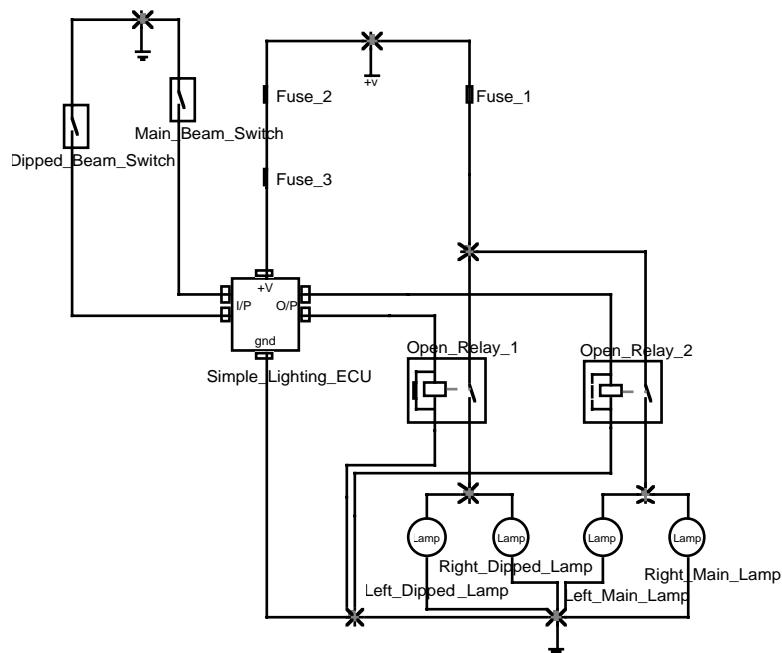 +v
Fuse_2
Fuse_1
Main_Beam_Switch
Dipped_Beam_Switch
Fuse_3
+V
I/P
O/P
gnd
Simple_Lighting_ECU
Open_Relay_1
Open_Relay_2
Lamp
Lamp
Lamp
Lamp
Right_Dipped_Lamp
Right_Main_Lamp
Left_Dipped_Lamp
Left_Main_Lamp